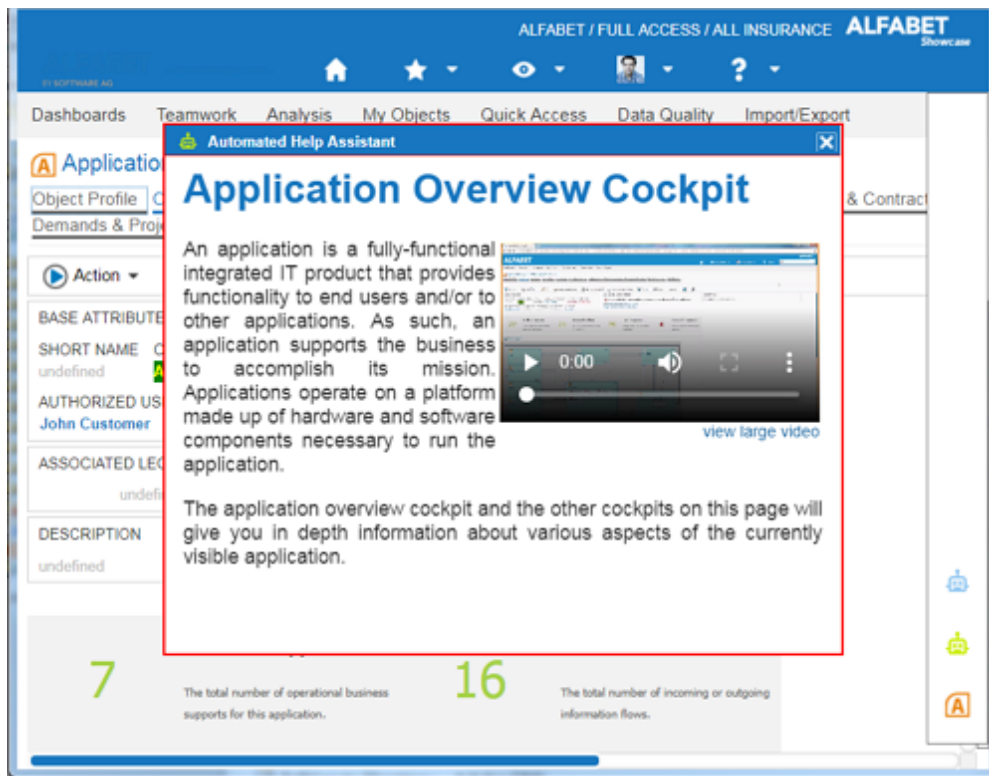 ALFABET / FULL ACCESS / ALL INSURANCE ALFABET
Showcase
BY SOFTWARE AG
?
Dashboards Teamwork Analysis My Objects Quick Access Data Quality Import/Export
Automated Help Assistant
A Applicatio
Object Profile & Contract
Demands & Proj
Application Overview Cockpit
An application is a fully-functional
integrated IT product that provides
functionality to end users and/or to
other applications. As such, an
application supports the business
to accomplish its mission.
Applications operate on a platform
made up of hardware and software
components necessary to run the
application.
ALFABET
0:00
view large video
The application overview cockpit and the other cockpits on this page will
give you in depth information about various aspects of the currently
visible application.
Action
BASE ATTRIBUTE
SHORT NAME
undefined
AUTHORIZED US
John Customer
ASSOCIATED LEG
undefi
DESCRIPTION
undefined
7
The total number of operational business
supports for this application.
16
The total number of incoming or outgoing
information flows.
A